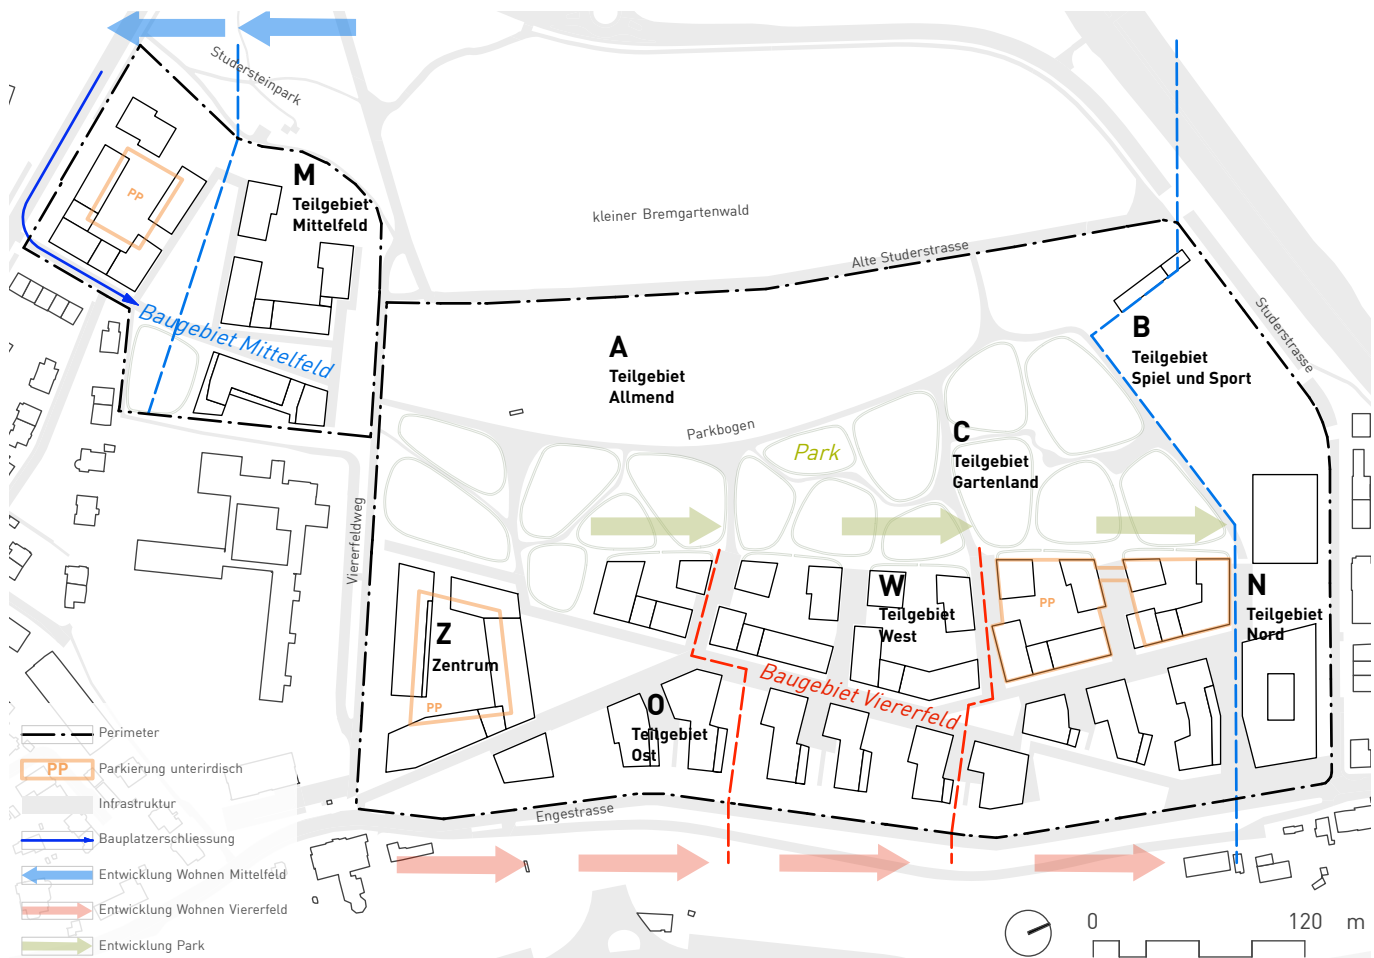 Studersteinpark
M
Teilgebiet
Mittelfeld
PP
kleiner Bremgartenwald
Alte Studerstrasse
Studerstrasse
Baugebiet Mittelfeld
A
Teilgebiet
Allmend
B
Teilgebiet
Spiel und Sport
Parkbogen
Park
C
Teilgebiet
Gartenland
Viererfeldweg
Z
Zentrum
PP
W
Teilgebiet
West
PP
N
Teilgebiet
Nord
Baugebiet Viererfeld
O
Teilgebiet
Ost
Engestrasse
Perimeter
PP Parkierung unterirdisch
Infrastruktur
Bauplatzerschliessung
Entwicklung Wohnen Mittelfeld
Entwicklung Wohnen Viererfeld
Entwicklung Park
0 120 m